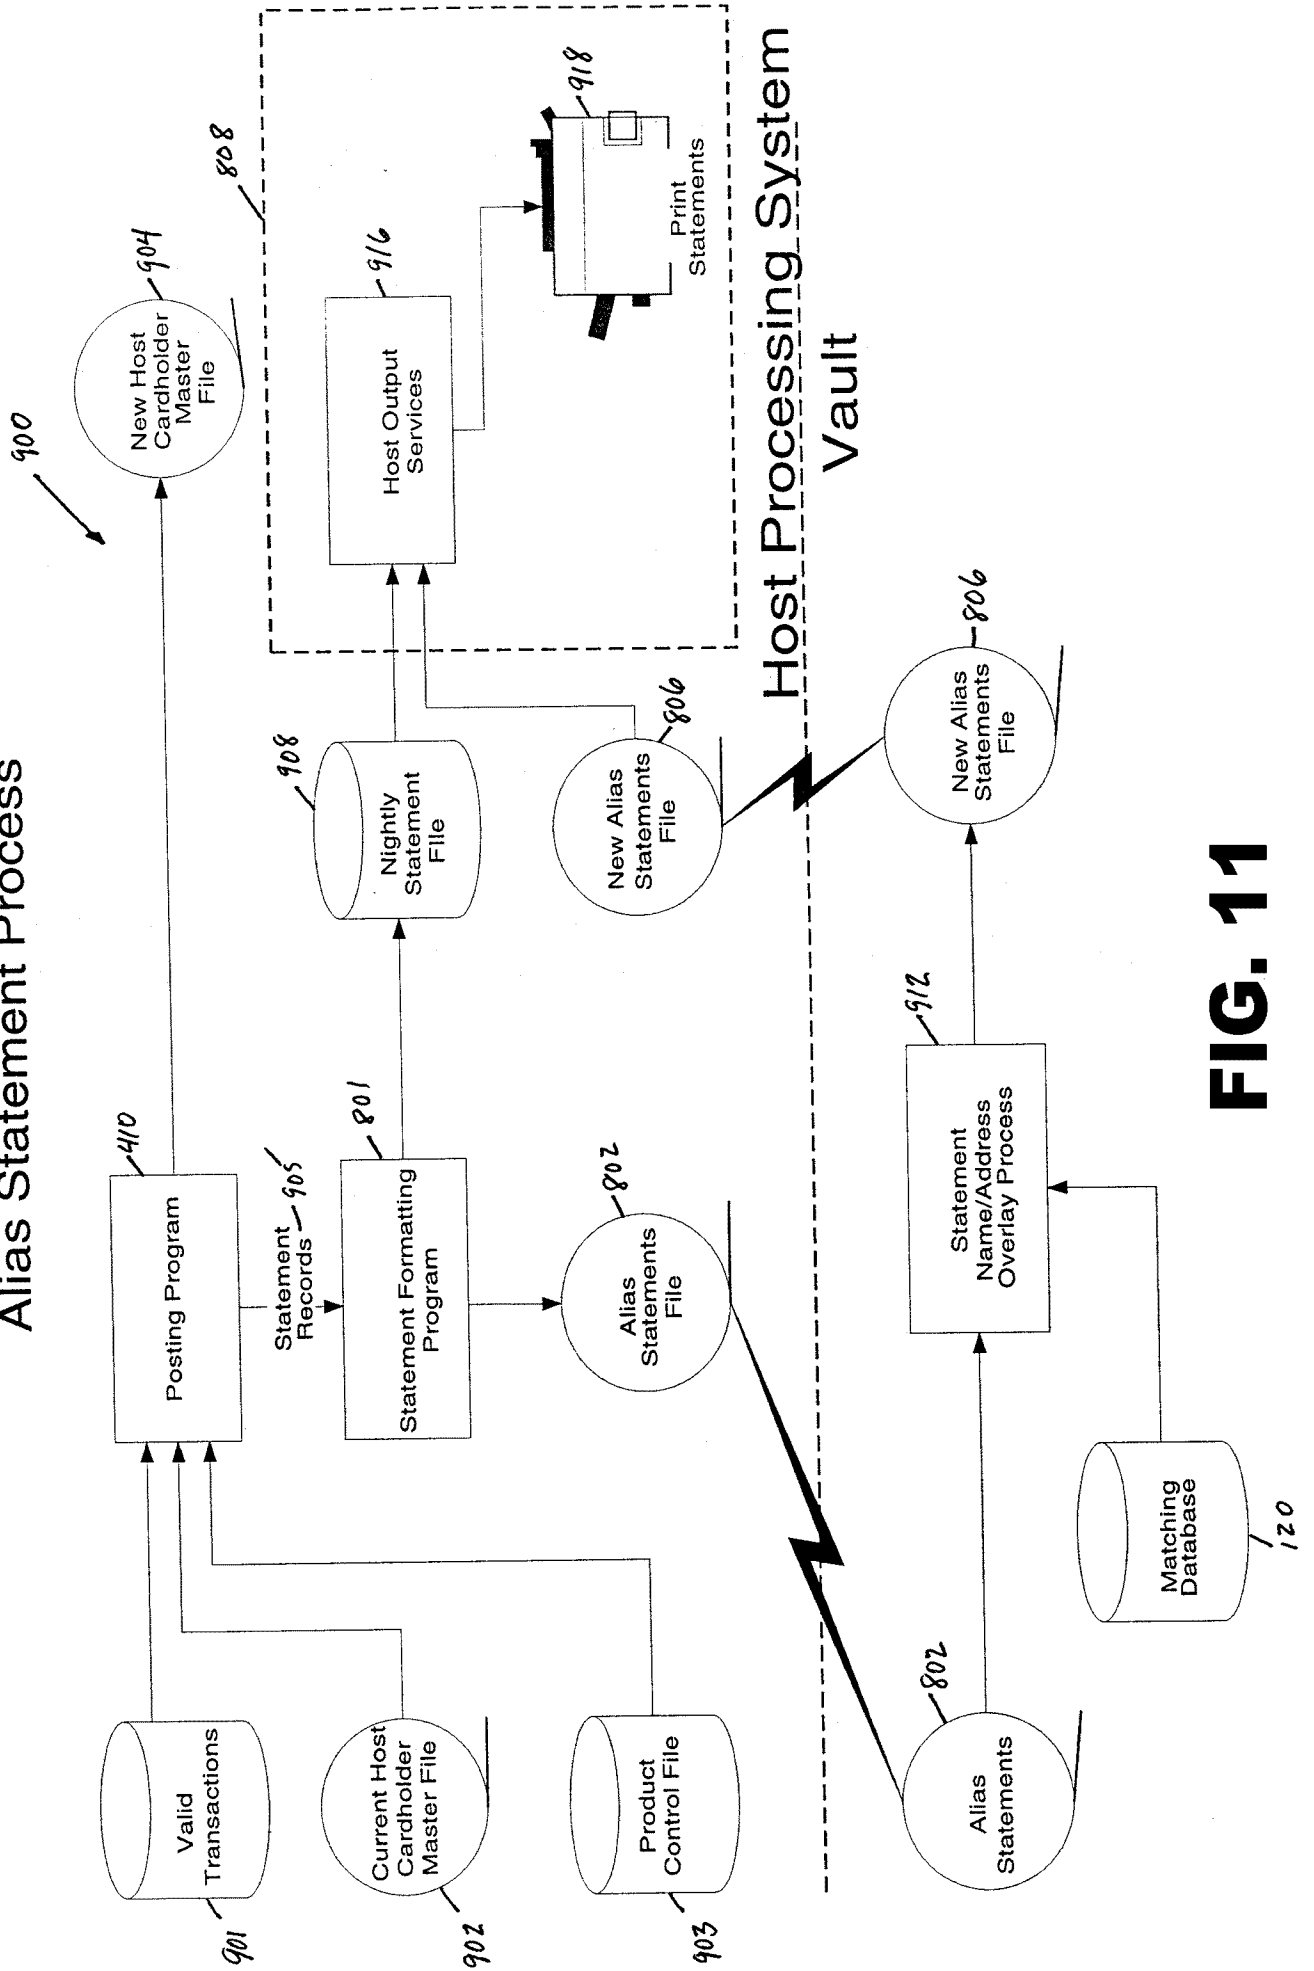 Alias Statement Process
900
Valid
Transactions
901
Current Host
Cardholder
Master File
902
Product
Control File
903
Posting Program
410
Statement
Records
905
Statement Formatting
Program
801
Alias
Statements
File
802
New Host
Cardholder
Master
File
904
Nightly
Statement
File
908
New Alias
Statements
File
806
808
Host Output
Services
916
918
Print
Statements
Host Processing System
Vault
Alias
Statements
802
Matching
Database
120
Statement
Name/Address
Overlay Process
912
New Alias
Statements
File
806
FIG. 11